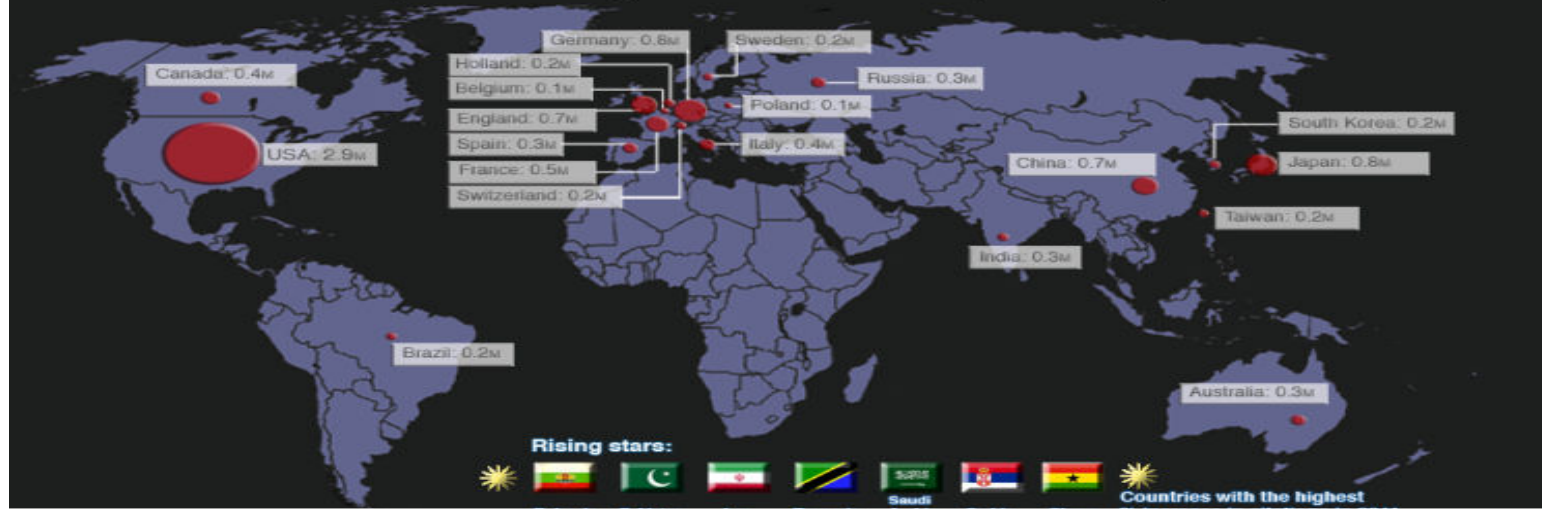 Germany: 0.8M
Sweden: 0.2M
Holland: 0.2M
Canada: 0.4M
Russia: 0.3M
Belgium: 0.1M
Poland: 0.1M
England: 0.7M
South Korea: 0.2M
Spain: 0.3M
Italy: 0.4M
USA: 2.9M
China: 0.7M
Japan: 0.8M
France: 0.5M
Switzerland: 0.2M
Taiwan: 0.2M
India: 0.3M
Brazil: 0.2M
Australia: 0.3M
Rising stars:
Saudi
Countries with the highest